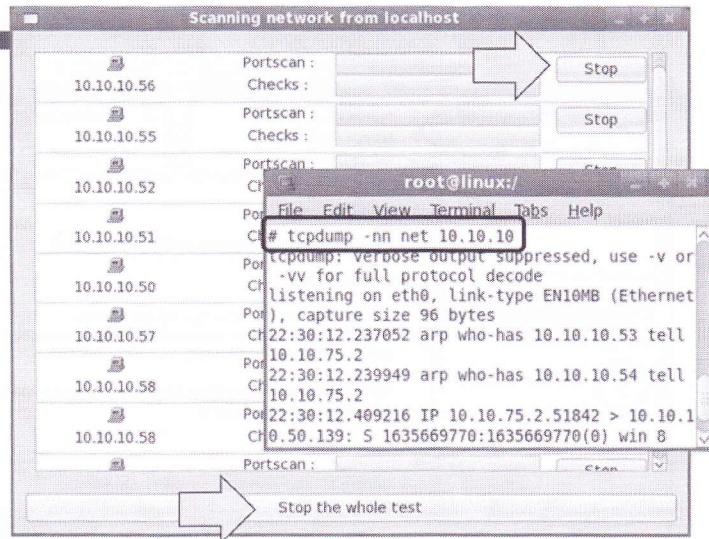 Scanning network from localhost
Portscan :
Stop
10.10.10.56
Checks :
Portscan :
Stop
10.10.10.55
Checks :
Portscan :
10.10.10.52
10.10.10.51
10.10.10.50
10.10.10.57
10.10.10.58
10.10.10.58
Portscan :
Stop the whole test
root@linux:/
File Edit View Terminal Tabs Help
# tcpdump -nn net 10.10.10
tcpdump: verbose output suppressed, use -v or
-vv for full protocol decode
listening on eth0, link-type EN10MB (Ethernet
), capture size 96 bytes
22:30:12.237052 arp who-has 10.10.10.53 tell
10.10.75.2
22:30:12.239949 arp who-has 10.10.10.54 tell
10.10.75.2
22:30:12.409216 IP 10.10.75.2.51842 > 10.10.1
0.50.139: S 1635669770:1635669770(0) win 8